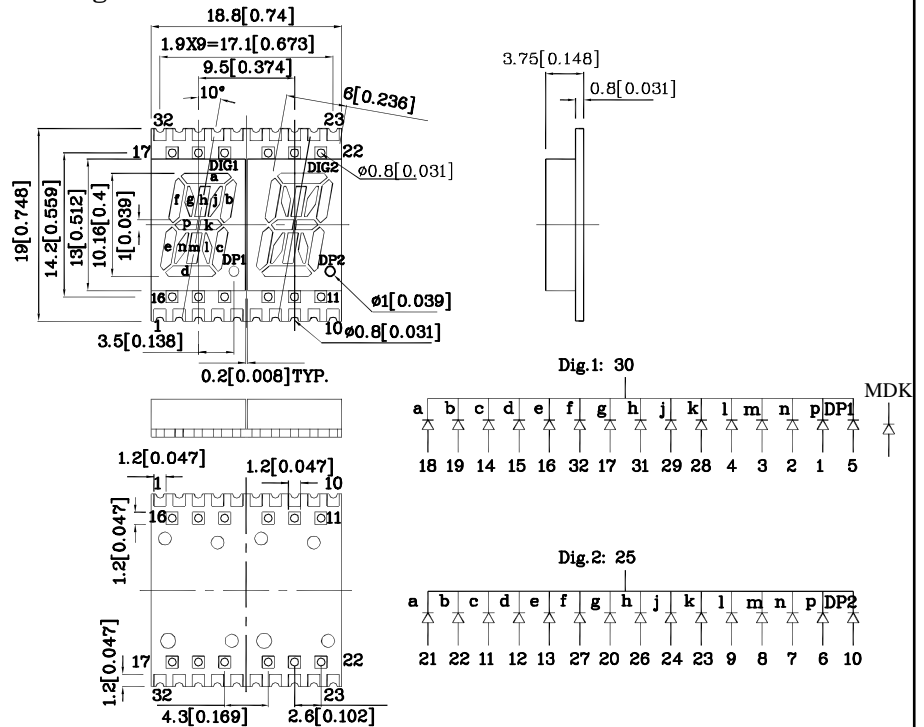 18.8[0.74]
1.9X9=17.1[0.673]
9.5[0.374]
10°
6[0.236]
32
23
17
22
DIG1
DIG2
ø0.8[0.031]
a
f g h j b
p k
e n m l c
d
DP1
DP2
19[0.748]
14.2[0.559]
13[0.512]
10.16[0.4]
1[0.039]
16
11
ø1[0.039]
1
10
ø0.8[0.031]
3.5[0.138]
0.2[0.008]TYP.
3.75[0.148]
0.8[0.031]
Dig.1: 30
a b c d e f g h j k l m n p DP1
MDK
18 19 14 15 16 32 17 31 29 28 4 3 2 1 5
1.2[0.047]
1.2[0.047]
1
10
16
11
1.2[0.047]
17
22
1.2[0.047]
32
23
4.3[0.169]
2.6[0.102]
Dig.2: 25
a b c d e f g h j k l m n p DP2
21 22 11 12 13 27 20 26 24 23 9 8 7 6 10